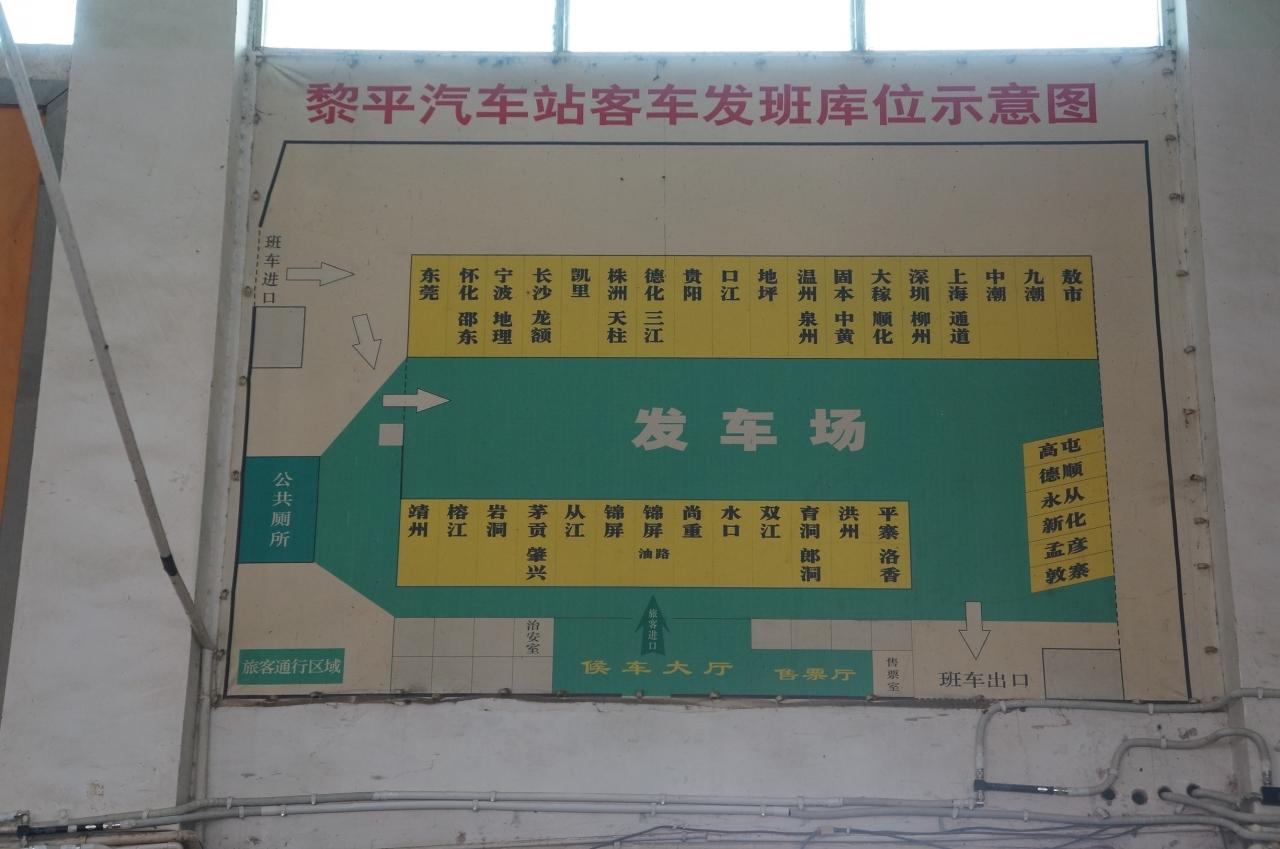 黎平汽车站客车发班库位示意图
班车进口
东莞
怀化 邵东
宁波 地理
长沙 龙额
凯里
株洲 天柱
德化 三江
贵阳
口江
地坪
温州 泉州
固本 中黄
大稼 顺化
深圳 柳州
上海 通道
中潮
九潮
敖市
发车场
高屯
德顺
永从
新化
孟彦
敦寨
公共厕所
靖州
榕江
岩洞
茅贡 肇兴
从江
锦屏
锦屏 油路
尚重
水口
双江
育洞 郎洞
洪州
平寨 洛香
旅客进口
治安室
旅客通行区域
候车大厅
售票厅
售票室
班车出口